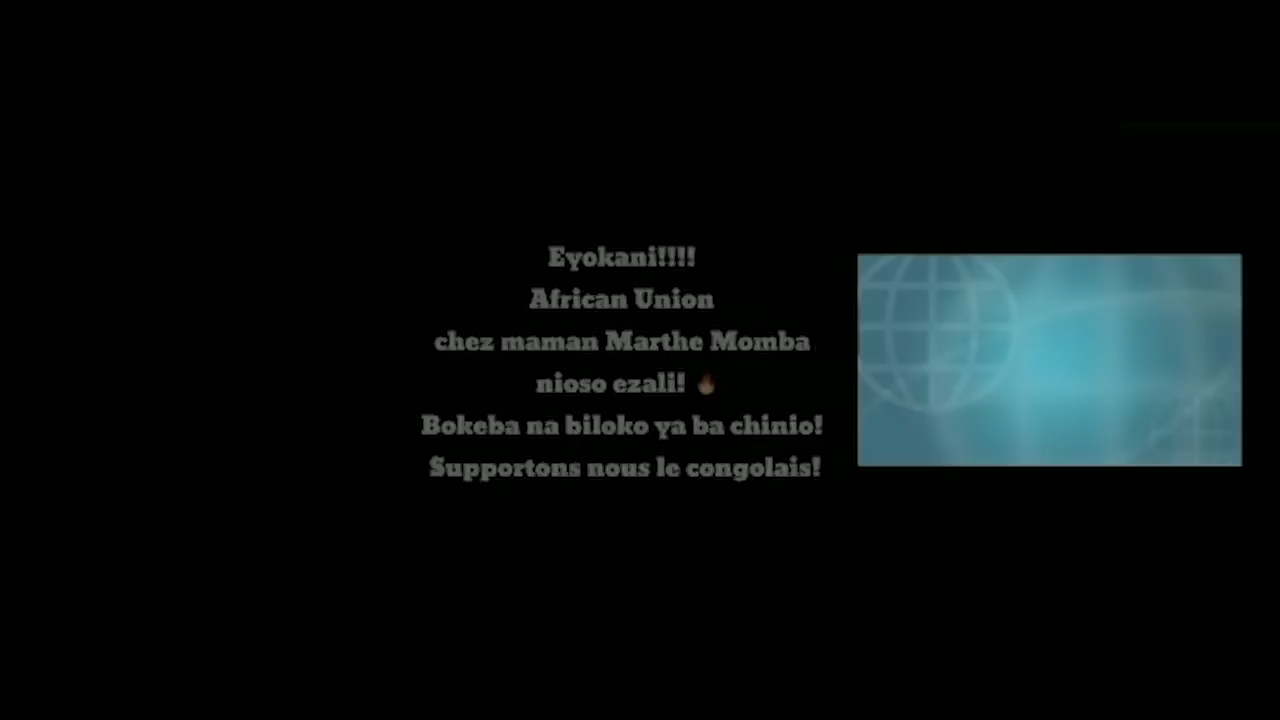 Eyokani!!!!
African Union
chez maman Marthe Momba
nioso ezali! 🔥
Bokeba na biloko ya ba chinio!
Supportons nous le congolais!